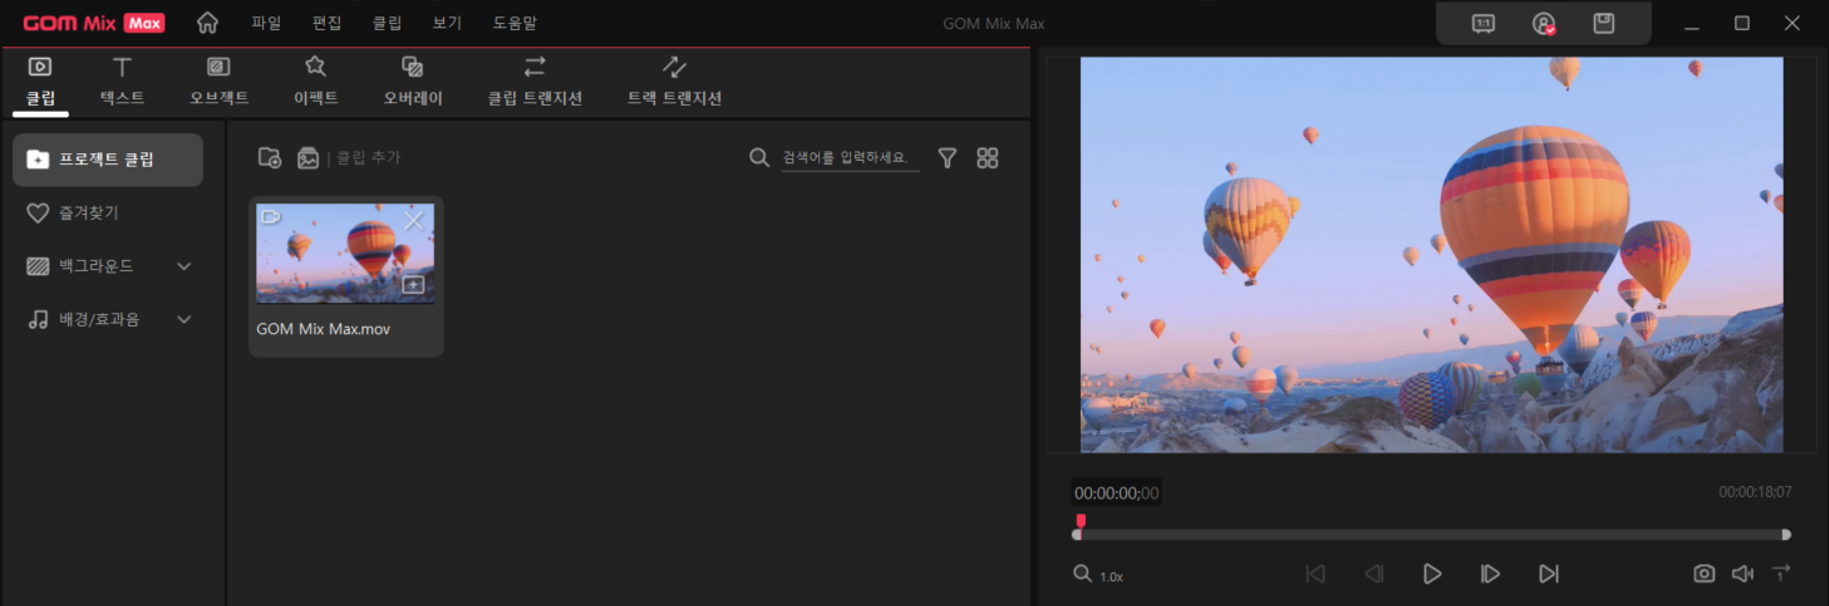 GOM Mix Max 파일 편집 클립 보기 도움말 GOM Mix Max 1:1
클립 텍스트 오브젝트 이펙트 오버레이 클립 트랜지션 트랙 트랜지션
프로젝트 클립
즐겨찾기
백그라운드
배경/효과음
| 클립 추가 검색어를 입력하세요.
GOM Mix Max.mov
00:00:00;00 00:00:18;07
1.0x 1